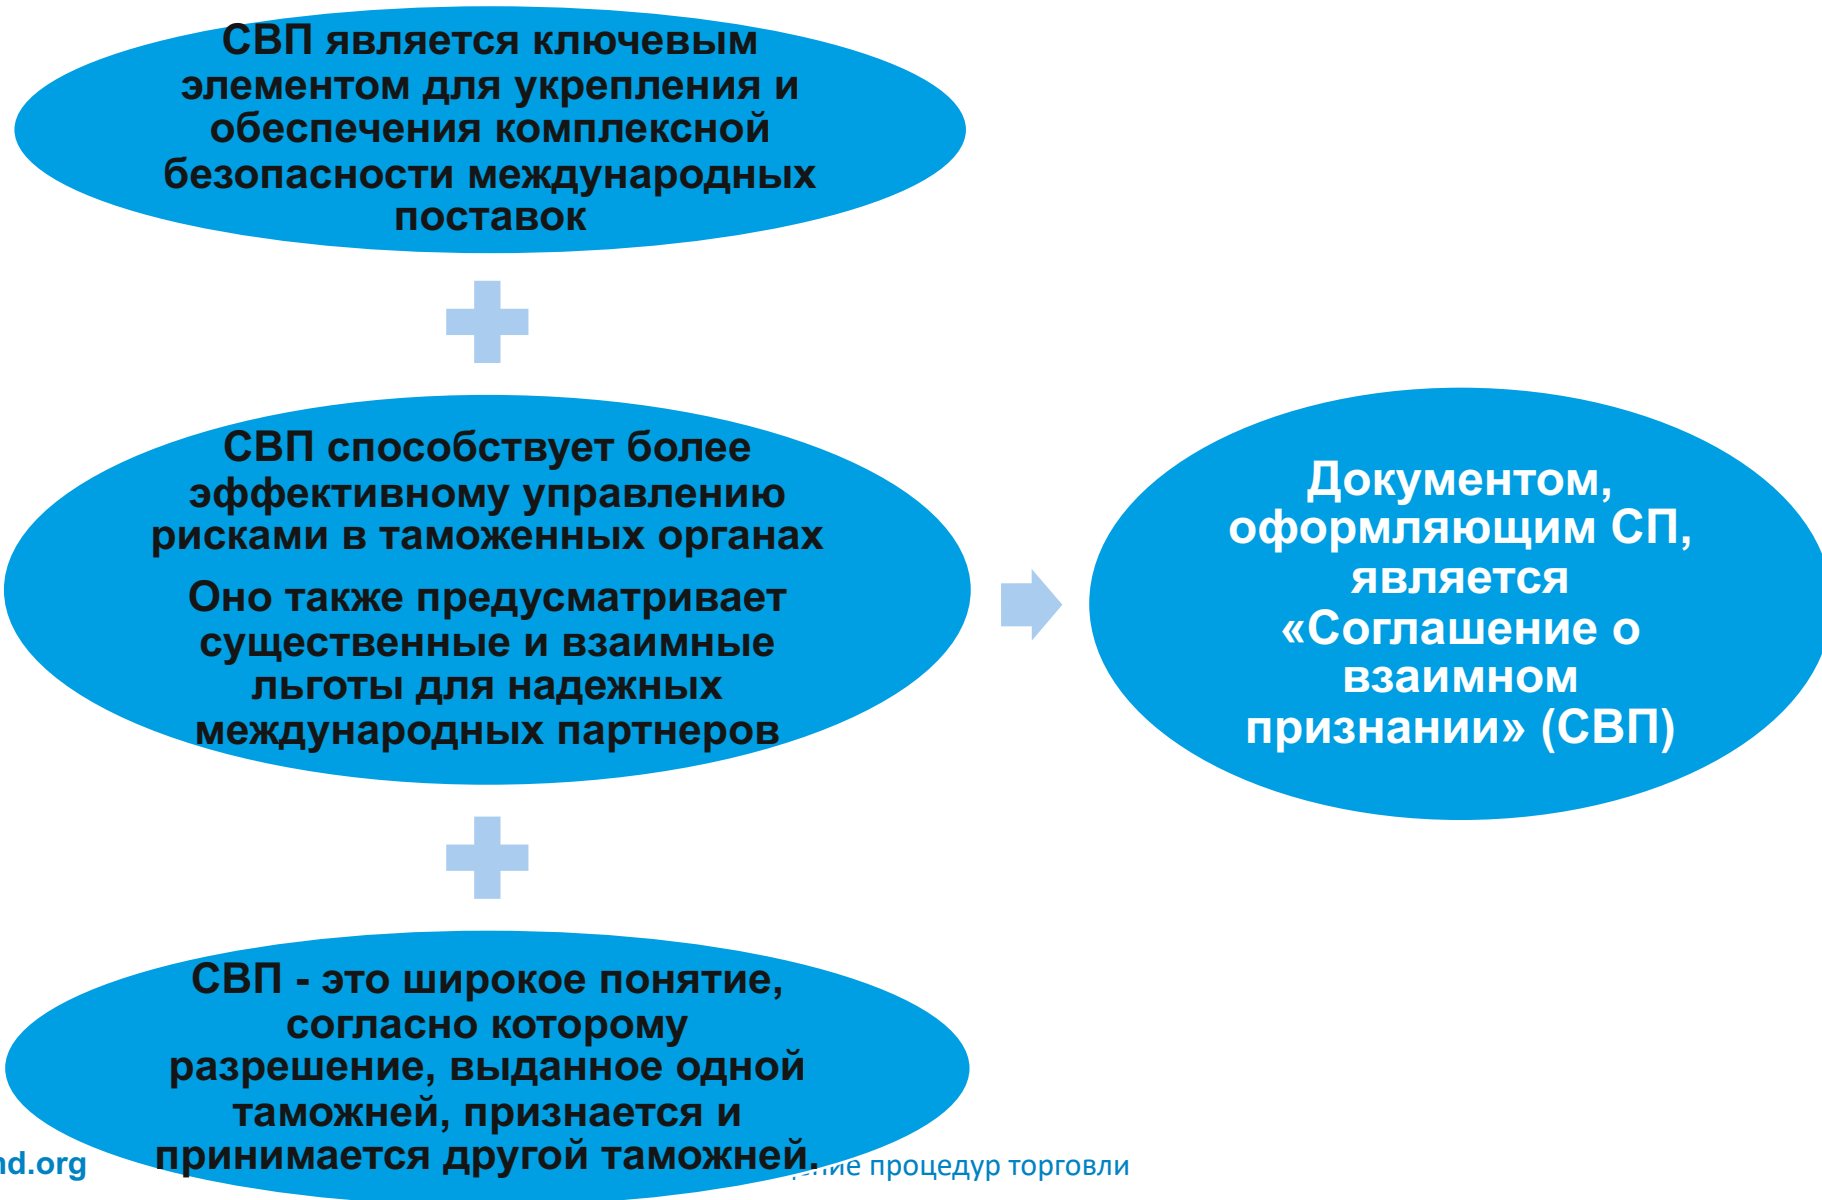 СВП является ключевым
элементом для укрепления и
обеспечения комплексной
безопасности международных
поставок
СВП способствует более
эффективному управлению
рисками в таможенных органах
Оно также предусматривает
существенные и взаимные
льготы для надежных
международных партнеров
СВП - это широкое понятие,
согласно которому
разрешение, выданное одной
таможней, признается и
принимается другой таможней.
Документом,
оформляющим СП,
является
«Соглашение о
взаимном
признании» (СВП)
nd.org
процедур торговли